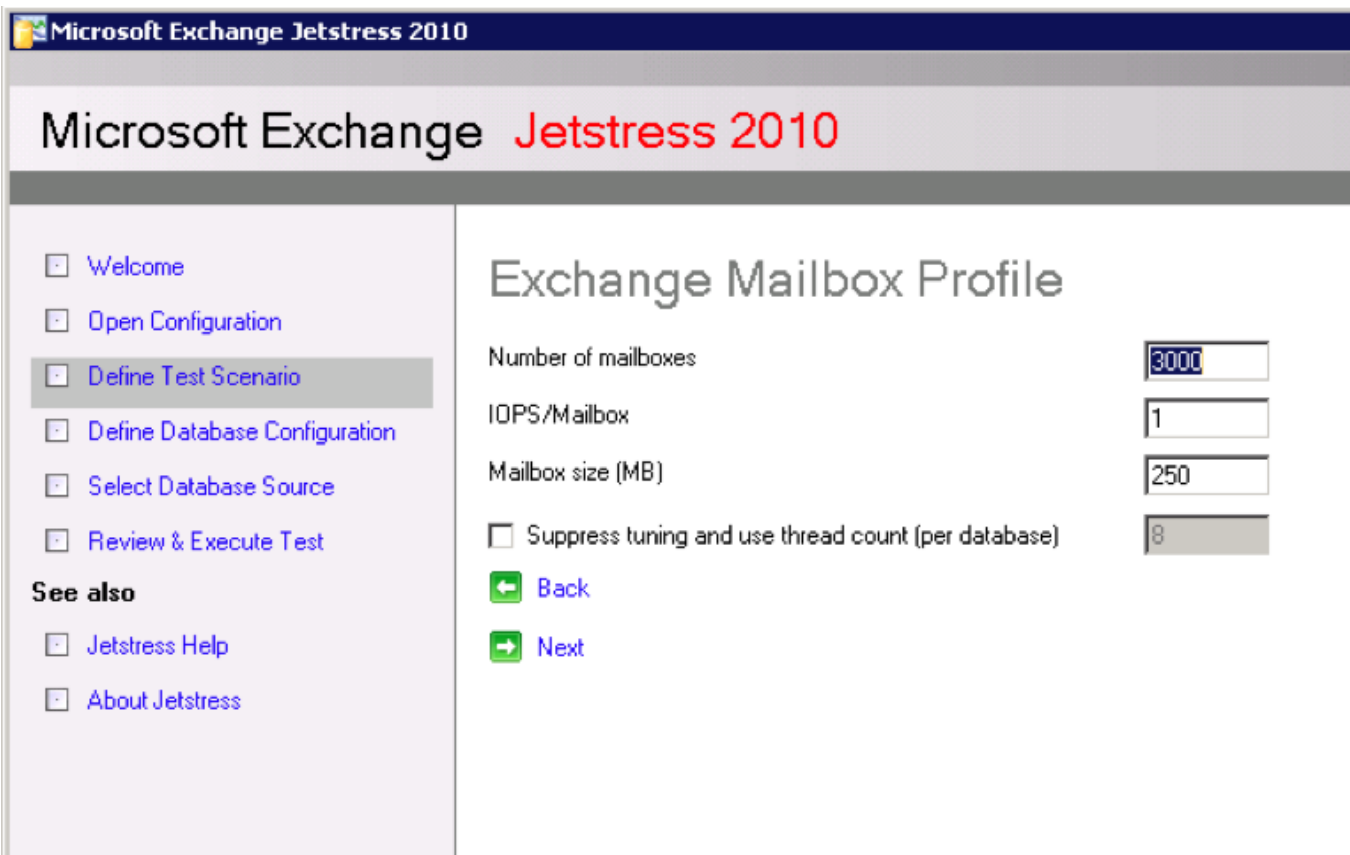 Microsoft Exchange Jetstress 2010
Microsoft Exchange Jetstress 2010
Welcome
Open Configuration
Define Test Scenario
Define Database Configuration
Select Database Source
Review & Execute Test
See also
Jetstress Help
About Jetstress
Exchange Mailbox Profile
Number of mailboxes 3000
IOPS/Mailbox 1
Mailbox size (MB) 250
Suppress tuning and use thread count (per database) 8
Back
Next